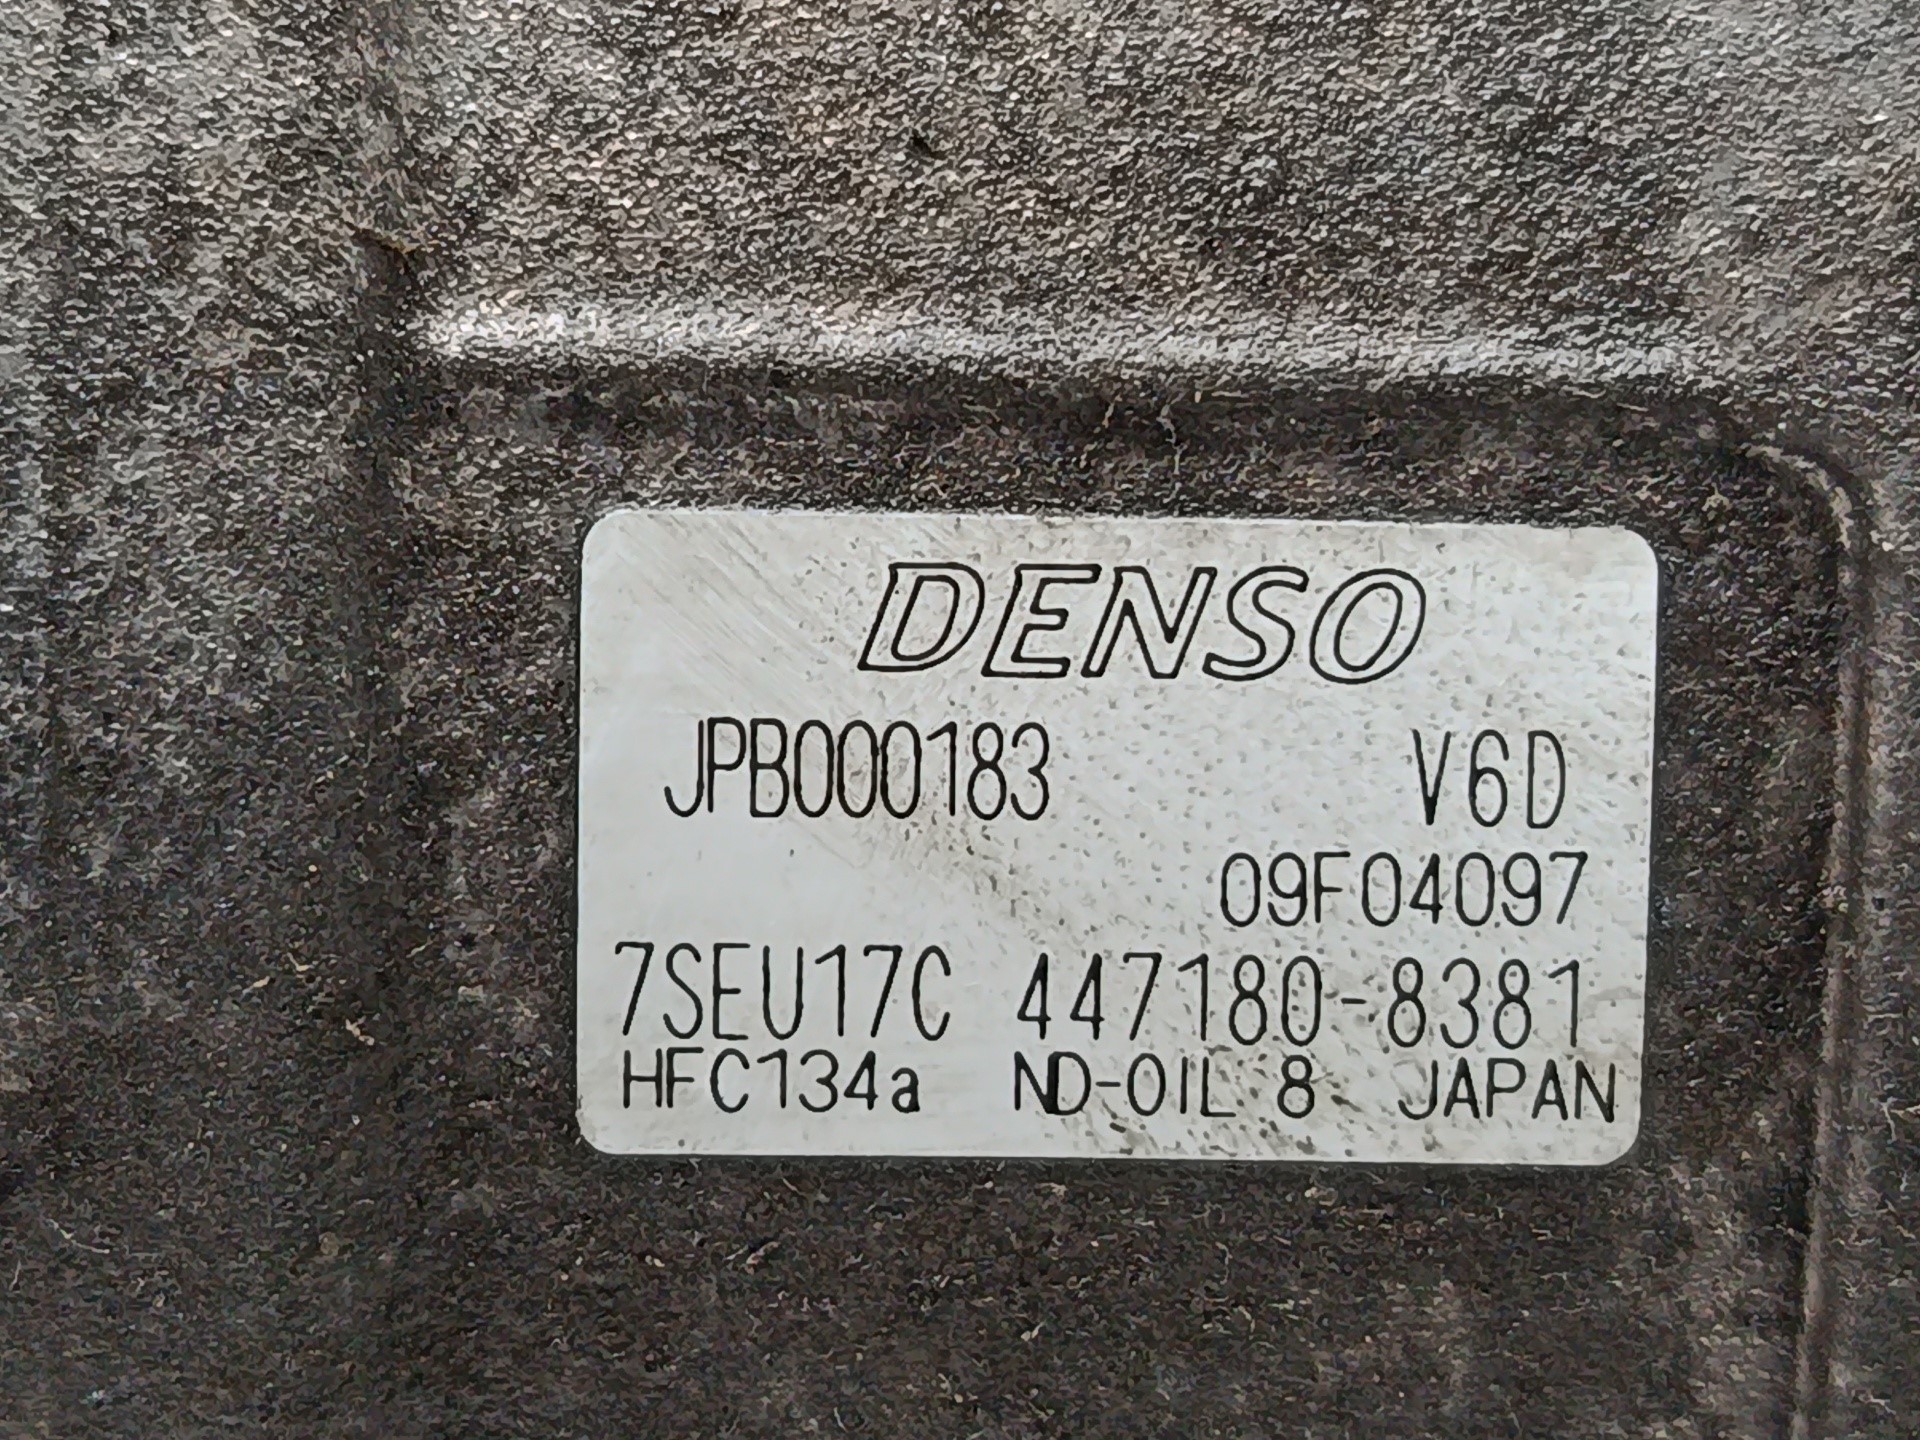 DENSO
JPB000183 V6D
09F04097
7SEU17C 447180-8381
HFC134a ND-OIL 8 JAPAN